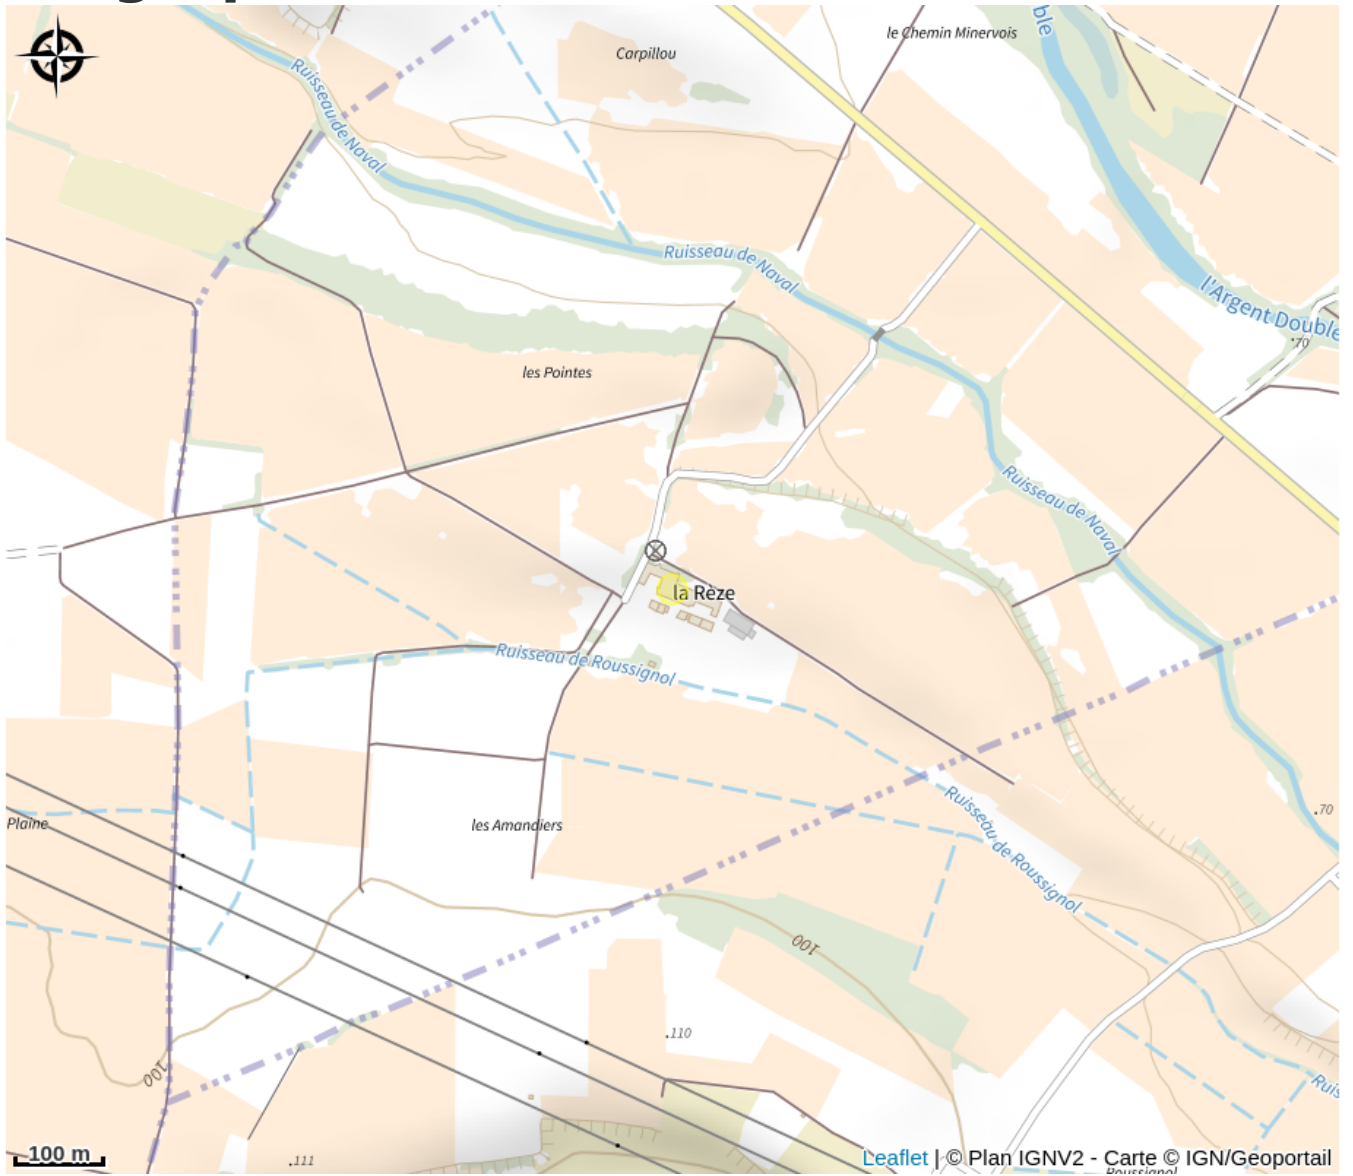 ble
le Chemin Minervois
Carpillou
Ruisseau de Naval
Ruisseau de Naval
l'Argent Double
70
les Pointes
Ruisseau de Naval
la Rèze
Ruisseau de Roussignol
Ruisseau de Roussignol
70
Plaine
les Amandiers
100
110
100
Ruis
111
100 m
Roussignol
Leaflet | © Plan IGNV2 - Carte © IGN/Geoportail